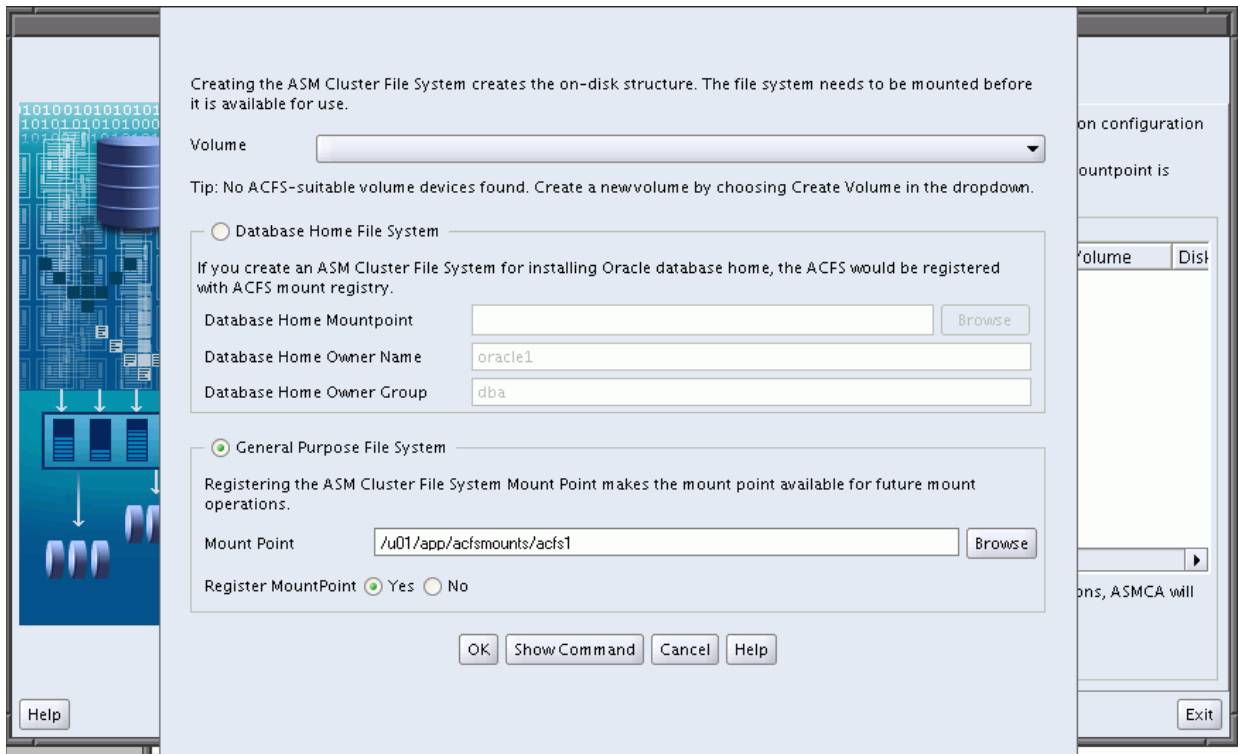 Creating the ASM Cluster File System creates the on-disk structure. The file system needs to be mounted before
it is available for use.
Volume
Tip: No ACFS-suitable volume devices found. Create a new volume by choosing Create Volume in the dropdown.
Database Home File System
If you create an ASM Cluster File System for installing Oracle database home, the ACFS would be registered
with ACFS mount registry.
Database Home Mountpoint
Browse
Database Home Owner Name
oracle1
Database Home Owner Group
dba
General Purpose File System
Registering the ASM Cluster File System Mount Point makes the mount point available for future mount
operations.
Mount Point
/u01/app/acfsmounts/acfs1
Browse
Register MountPoint
Yes
No
OK
Show Command
Cancel
Help
on configuration
ountpoint is
olume
Dis
ons, ASMCA will
Help
Exit